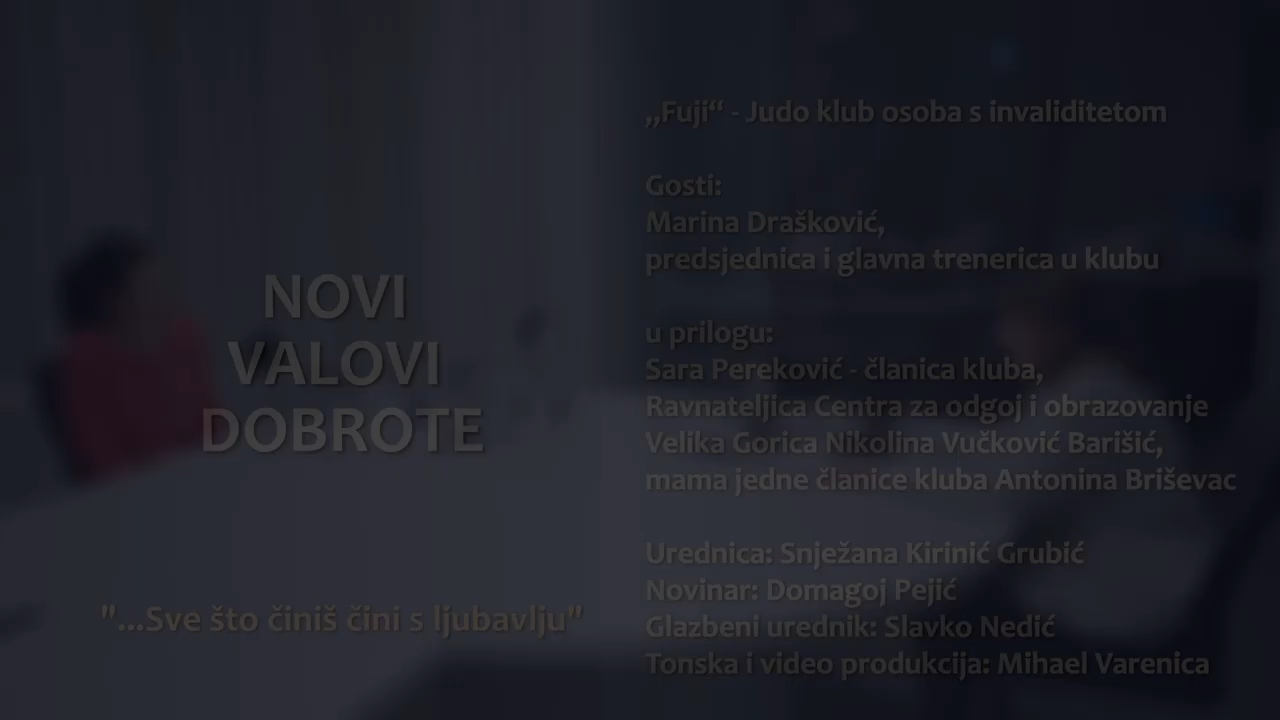 NOVI
VALOVI
DOBROTE
"...Sve što činiš čini s ljubavlju"
„Fuji“ - Judo klub osoba s invaliditetom
Gosti:
Marina Drašković,
predsjednica i glavna trenerica u klubu
u prilogu:
Sara Pereković - članica kluba,
Ravnateljica Centra za odgoj i obrazovanje
Velika Gorica Nikolina Vučković Barišić,
mama jedne članice kluba Antonina Briševac
Urednica: Snježana Kirinić Grubić
Novinar: Domagoj Pejić
Glazbeni urednik: Slavko Nedić
Tonska i video produkcija: Mihael Varenica